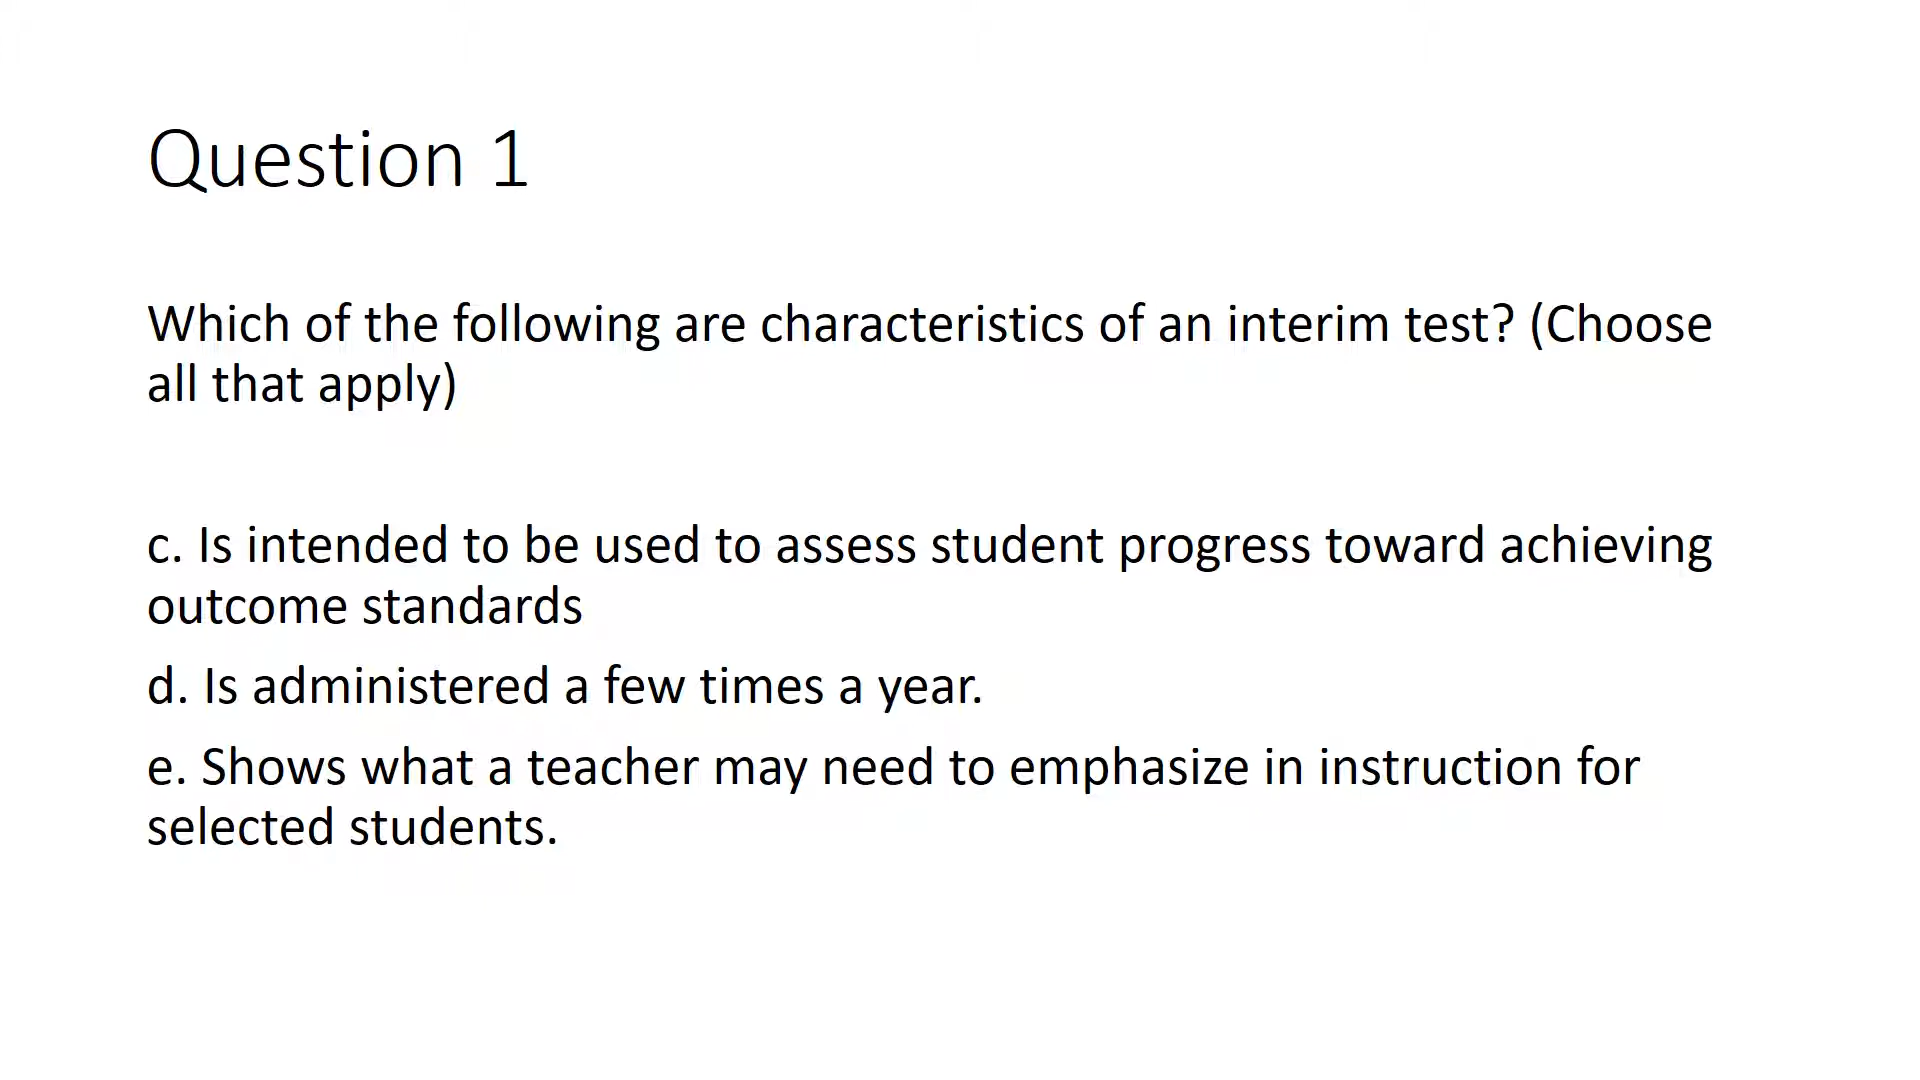 Question 1
Which of the following are characteristics of an interim test? (Choose
all that apply)
c. Is intended to be used to assess student progress toward achieving
outcome standards
d. Is administered a few times a year.
e. Shows what a teacher may need to emphasize in instruction for
selected students.